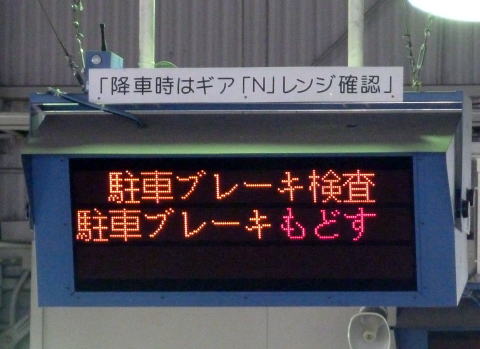 「降車時はギア「N」レンジ確認」
駐車ブレーキ検査
駐車ブレーキもどす